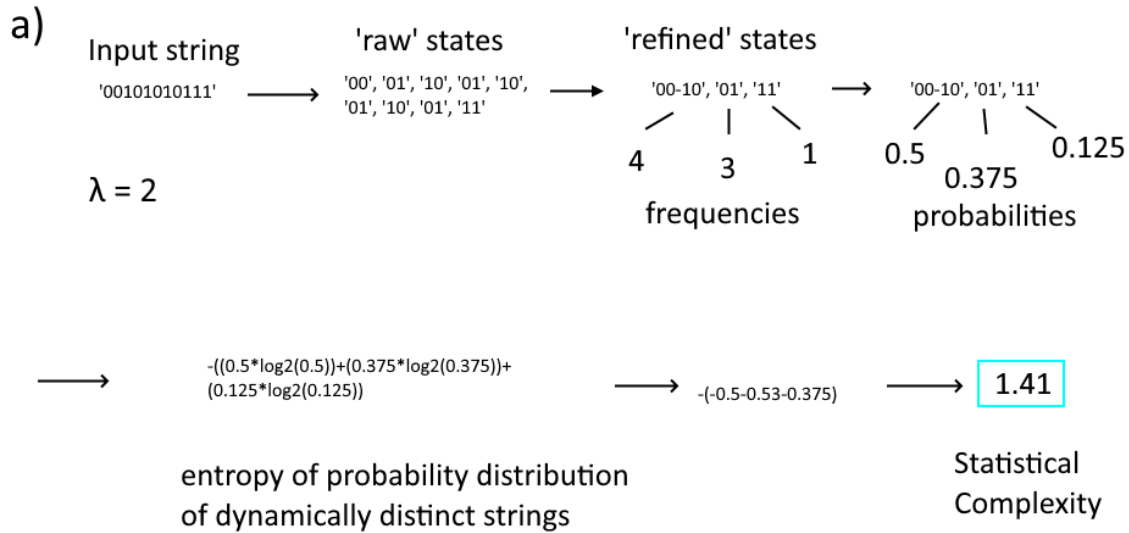 a)
Input string
'00101010111'
λ = 2
'raw' states
'00', '01', '10', '01', '10',
'01', '10', '01', '11'
'refined' states
'00-10', '01', '11'
4
3
1
frequencies
'00-10', '01', '11'
0.5
0.375
0.125
probabilities
-((0.5*log2(0.5))+(0.375*log2(0.375))+
(0.125*log2(0.125))
entropy of probability distribution
of dynamically distinct strings
-(-0.5-0.53-0.375)
1.41
Statistical
Complexity